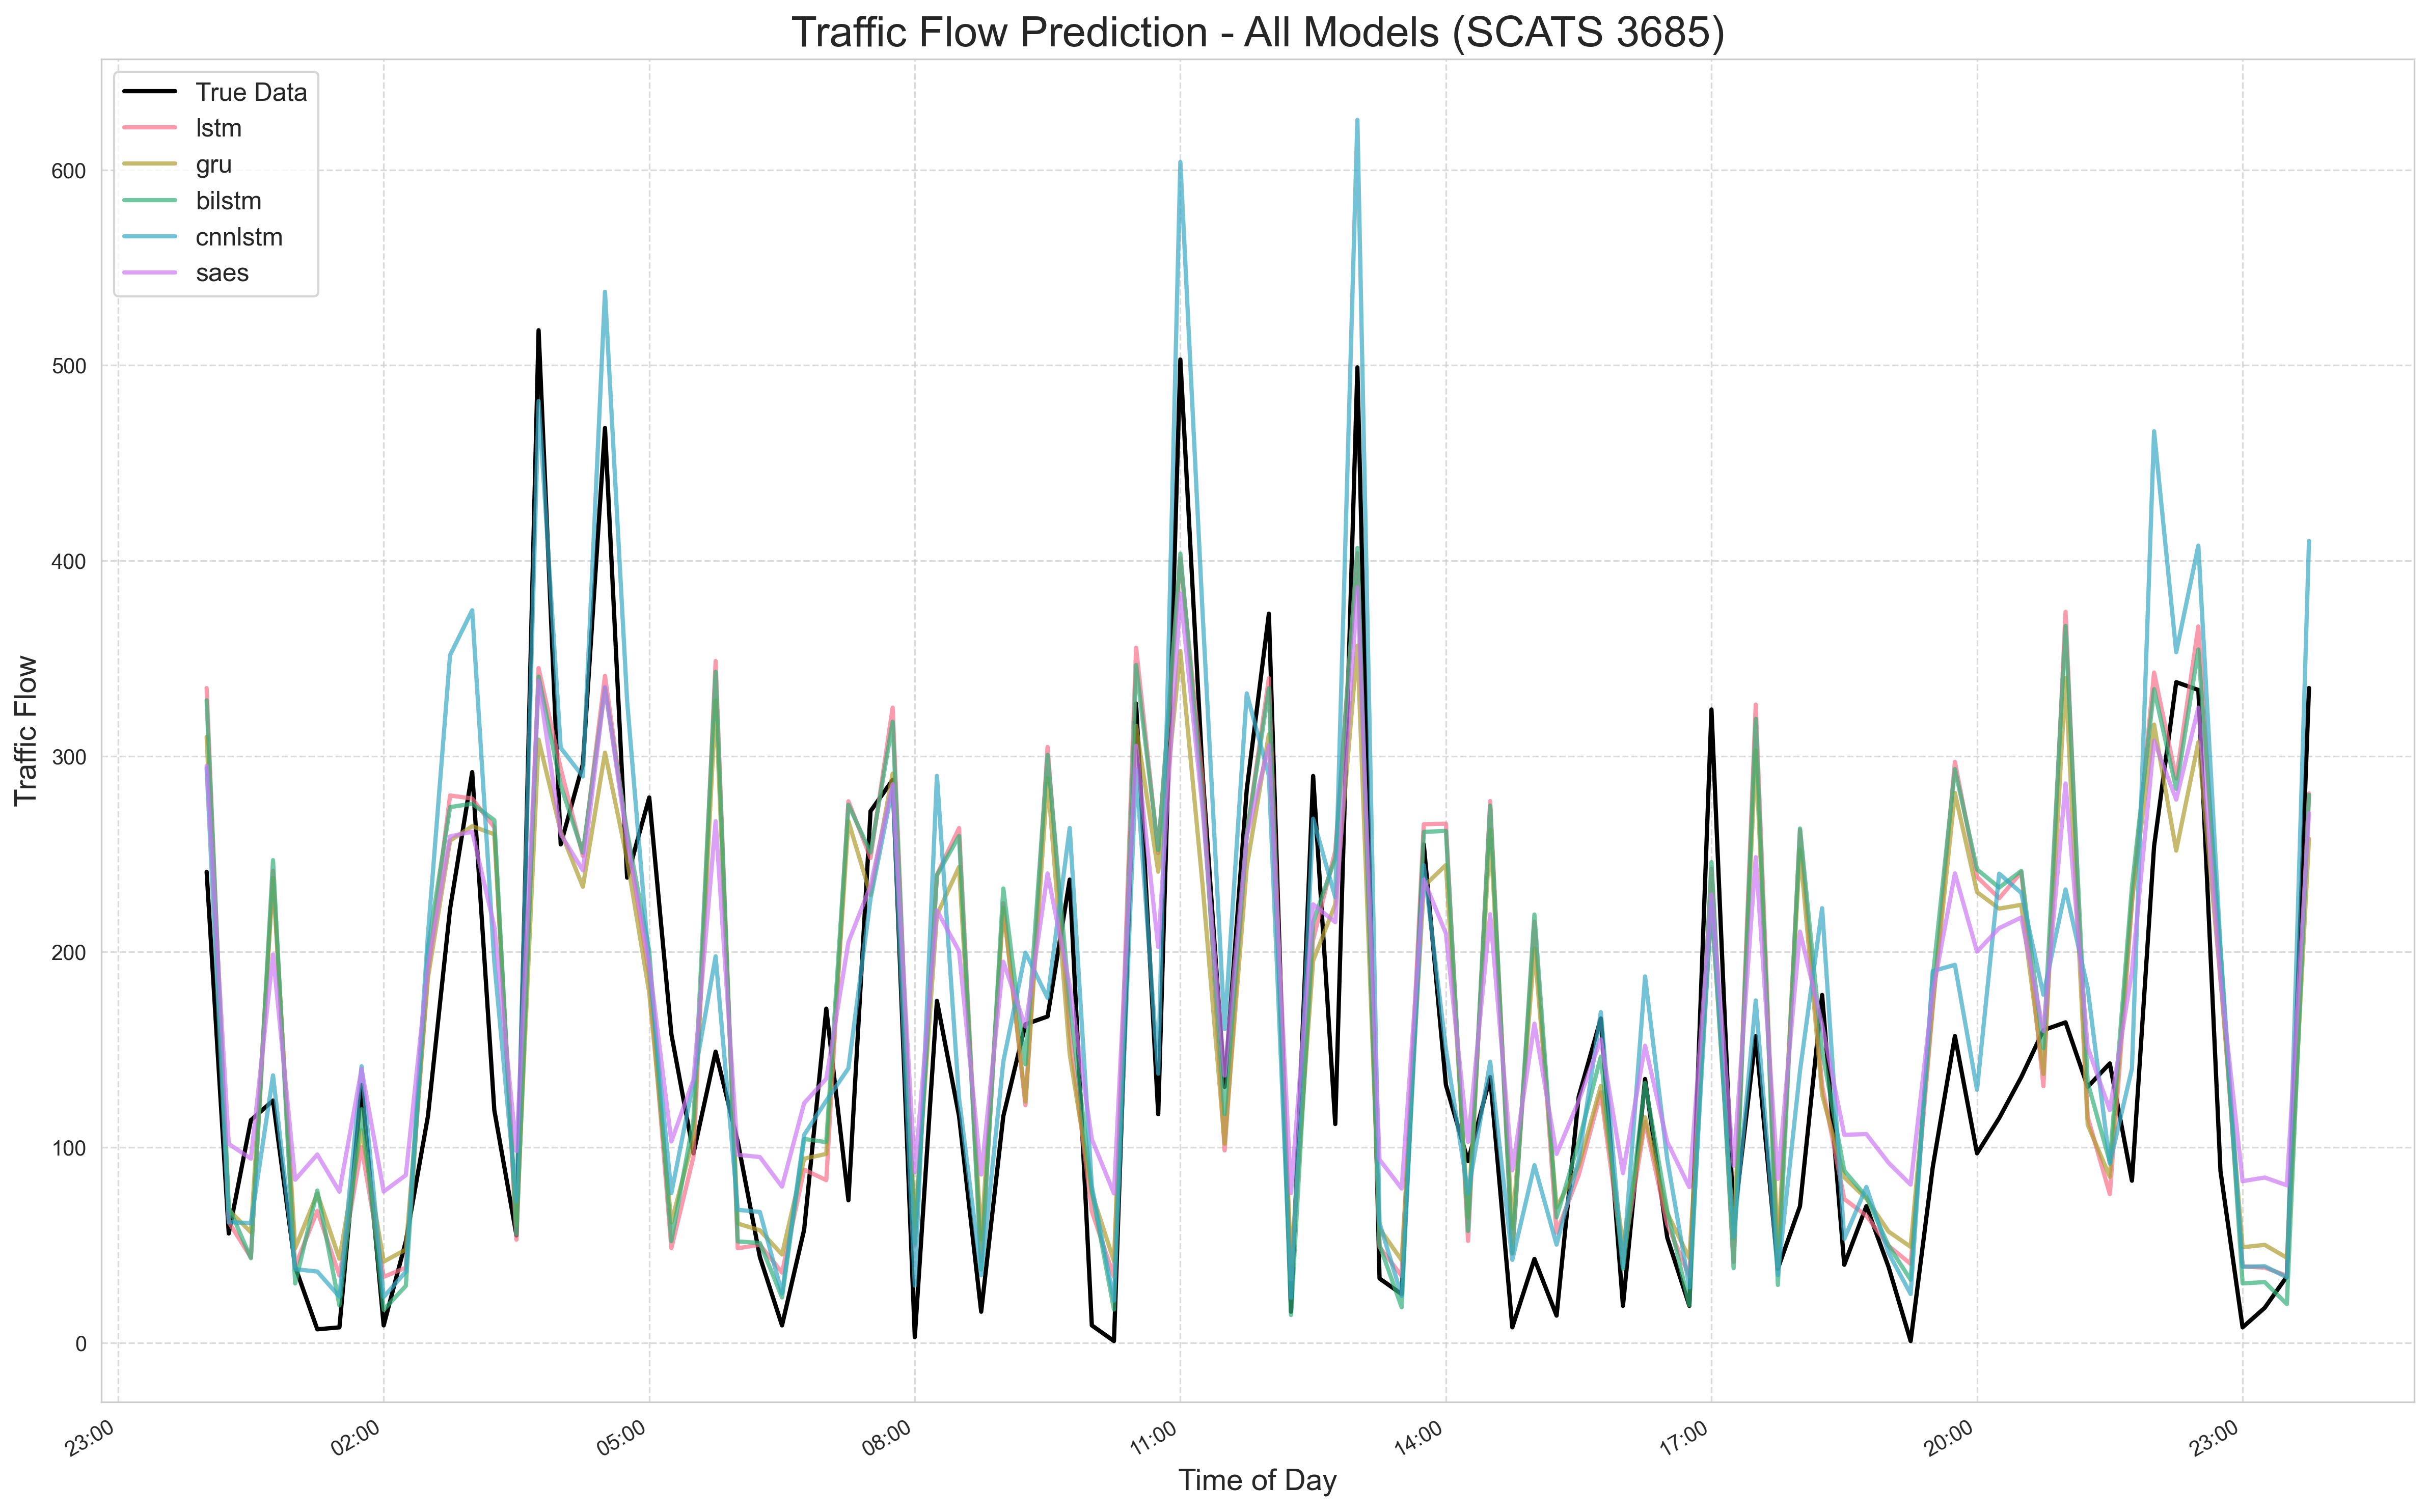 Traffic Flow Prediction - All Models (SCATS 3685)
True Data
lstm
gru
bilstm
cnnlstm
saes
Traffic Flow
600
500
400
300
200
100
0
23:00
02:00
05:00
08:00
11:00
14:00
17:00
20:00
23:00
Time of Day